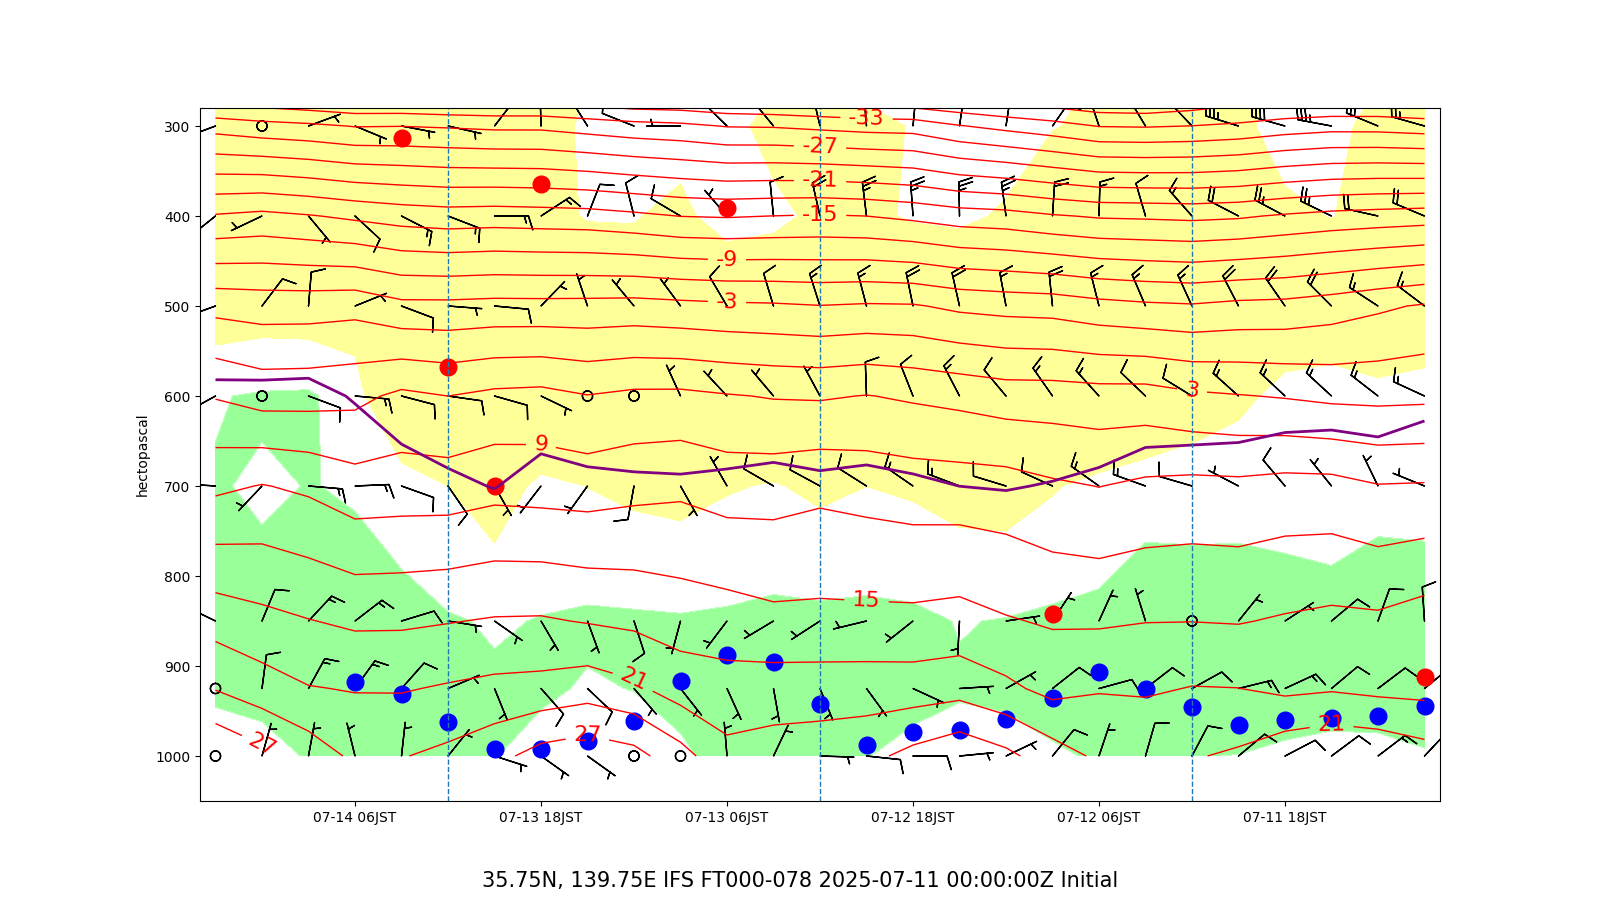 300
400
500
600
700
800
900
1000
hectopascal
-33
-27
-21
-15
-9
-3
3
9
15
21
27
27
21
07-14 06JST
07-13 18JST
07-13 06JST
07-12 18JST
07-12 06JST
07-11 18JST
35.75N, 139.75E IFS FT000-078 2025-07-11 00:00:00Z Initial